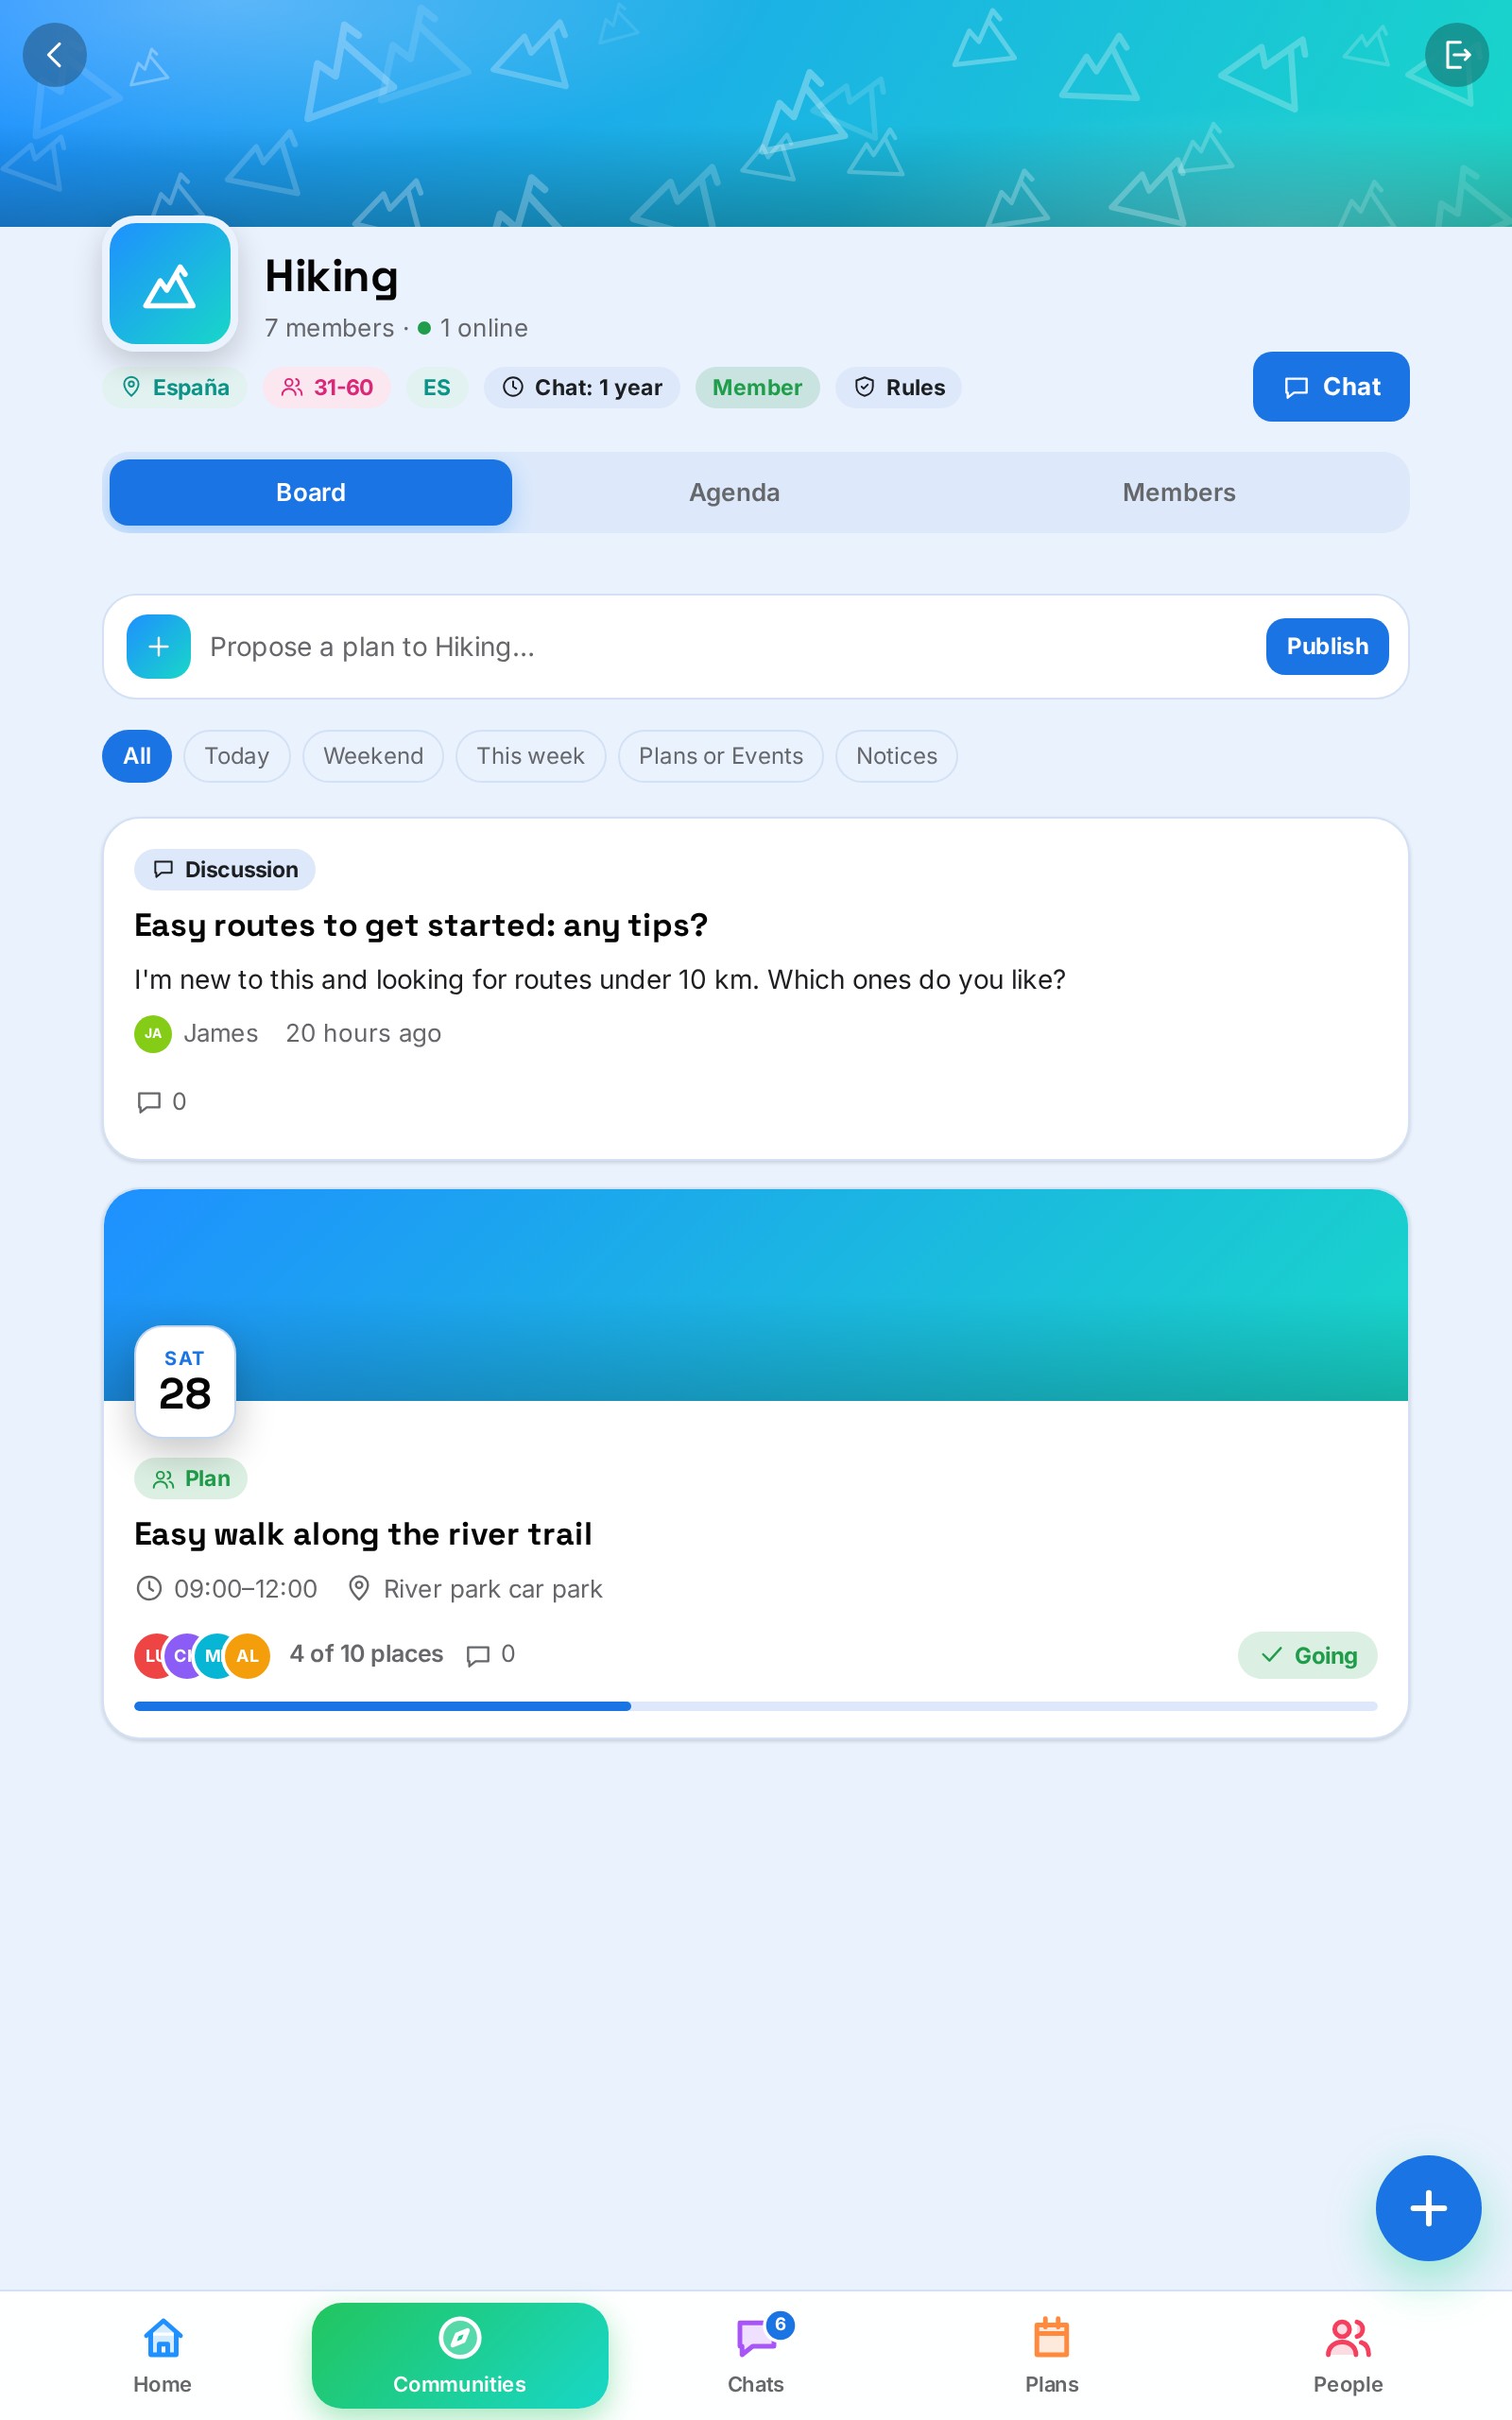 Hiking
7 members · 1 online
España 31-60 ES Chat: 1 year Member Rules
Chat
Board Agenda Members
Propose a plan to Hiking...
Publish
All Today Weekend This week Plans or Events Notices
Discussion
Easy routes to get started: any tips?
I'm new to this and looking for routes under 10 km. Which ones do you like?
JA James 20 hours ago
0
SAT
28
Plan
Easy walk along the river trail
09:00–12:00 River park car park
AL 4 of 10 places 0 Going
6
Home Communities Chats Plans People